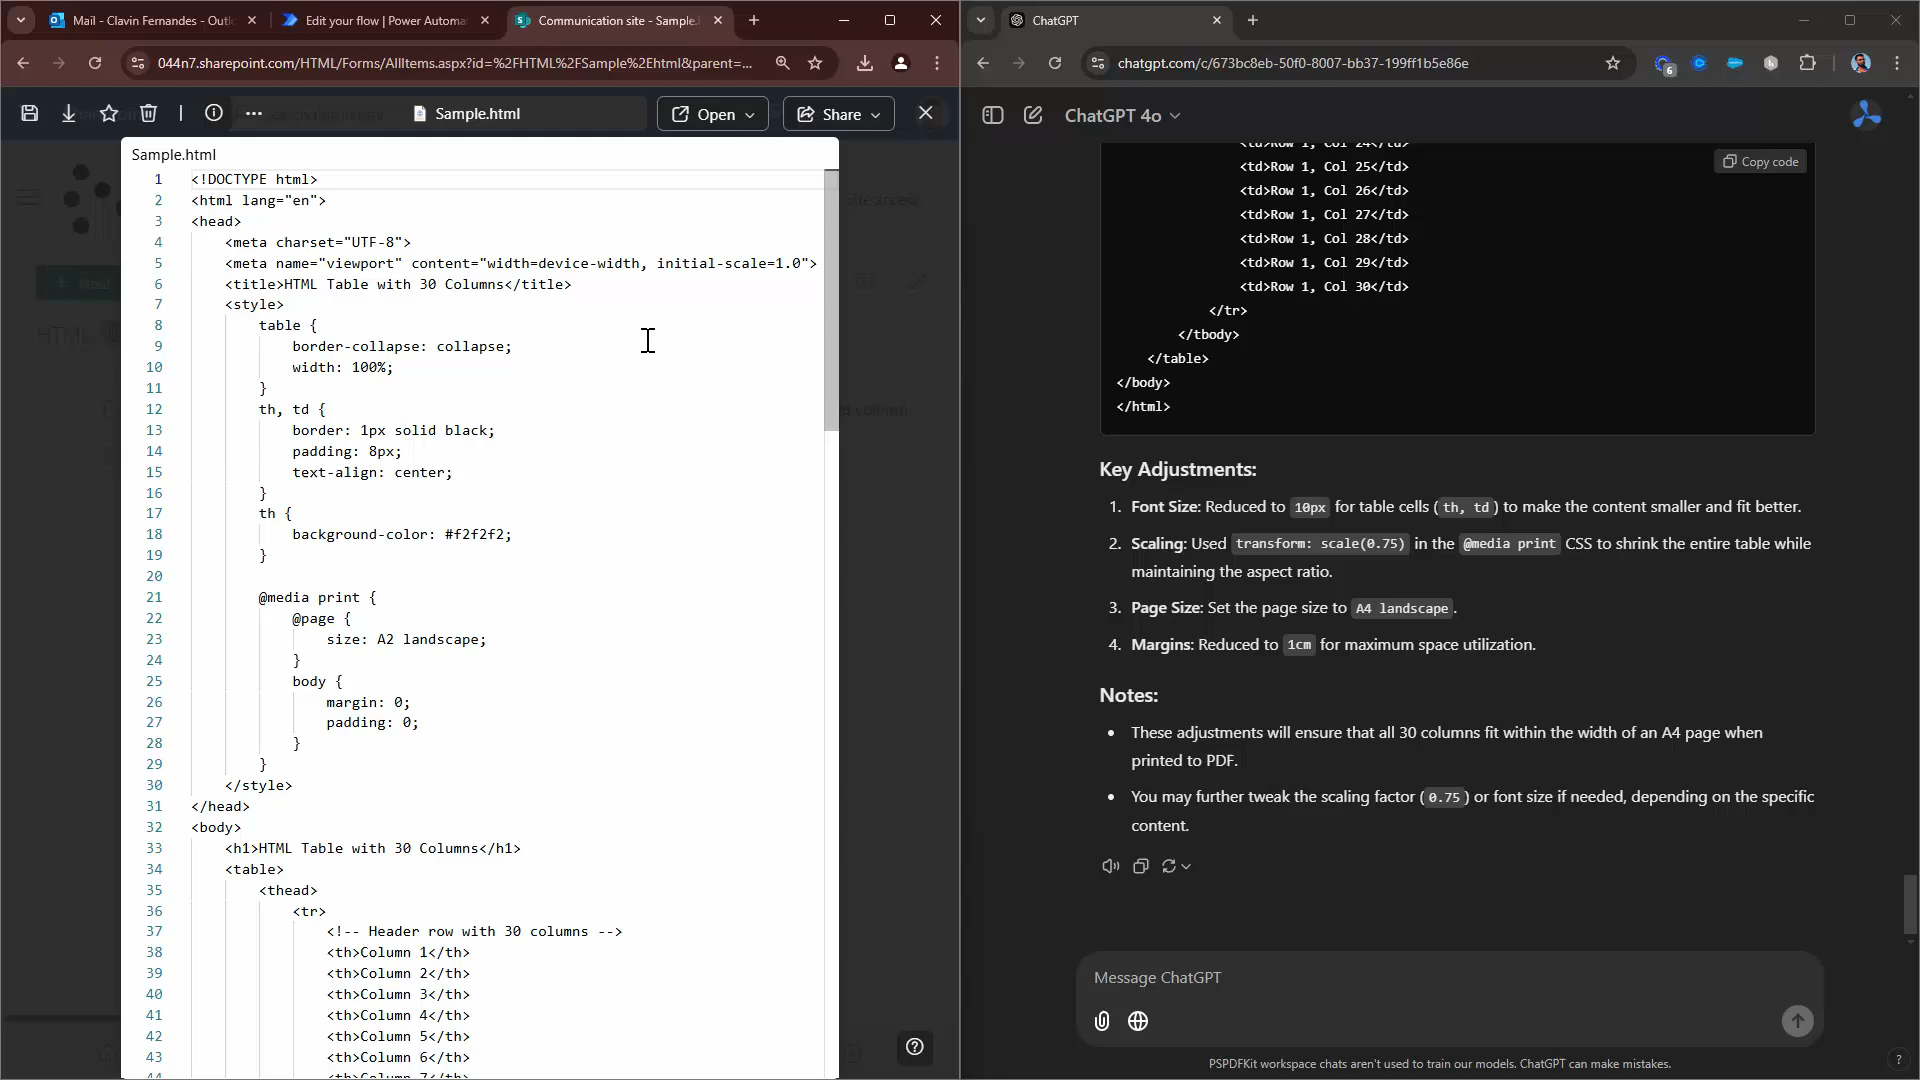 Mail - Clavin Fernandes - Outl
Edit your flow | Power Automa
Communication site - Sample.
044n7.sharepoint.com/HTML/Forms/AllItems.aspx?id=%2FHTML%2FSample%2Ehtml&parent=...
Sample.html
Open
Share
Sample.html
1 <!DOCTYPE html>
2 <html lang="en">
3 <head>
4 <meta charset="UTF-8">
5 <meta name="viewport" content="width=device-width, initial-scale=1.0">
6 <title>HTML Table with 30 Columns</title>
7 <style>
8 table {
9 border-collapse: collapse;
10 width: 100%;
11 }
12 th, td {
13 border: 1px solid black;
14 padding: 8px;
15 text-align: center;
16 }
17 th {
18 background-color: #f2f2f2;
19 }
20
21 @media print {
22 @page {
23 size: A2 landscape;
24 }
25 body {
26 margin: 0;
27 padding: 0;
28 }
29 }
30 </style>
31 </head>
32 <body>
33 <h1>HTML Table with 30 Columns</h1>
34 <table>
35 <thead>
36 <tr>
37 <!-- Header row with 30 columns -->
38 <th>Column 1</th>
39 <th>Column 2</th>
40 <th>Column 3</th>
41 <th>Column 4</th>
42 <th>Column 5</th>
43 <th>Column 6</th>
44 <th>Column 7</th>
ChatGPT
chatgpt.com/c/673bc8eb-50f0-8007-bb37-199ff1b5e86e
6
ChatGPT 4o
<td>Row 1, Col 24</td>
Copy code
<td>Row 1, Col 25</td>
<td>Row 1, Col 26</td>
<td>Row 1, Col 27</td>
<td>Row 1, Col 28</td>
<td>Row 1, Col 29</td>
<td>Row 1, Col 30</td>
</tr>
</tbody>
</table>
</body>
</html>
Key Adjustments:
1. Font Size: Reduced to 10px for table cells (th, td) to make the content smaller and fit better.
2. Scaling: Used transform: scale(0.75) in the @media print CSS to shrink the entire table while
maintaining the aspect ratio.
3. Page Size: Set the page size to A4 landscape.
4. Margins: Reduced to 1cm for maximum space utilization.
Notes:
• These adjustments will ensure that all 30 columns fit within the width of an A4 page when
printed to PDF.
• You may further tweak the scaling factor (0.75) or font size if needed, depending on the specific
content.
Message ChatGPT
PSPDFKit workspace chats aren't used to train our models. ChatGPT can make mistakes.
?